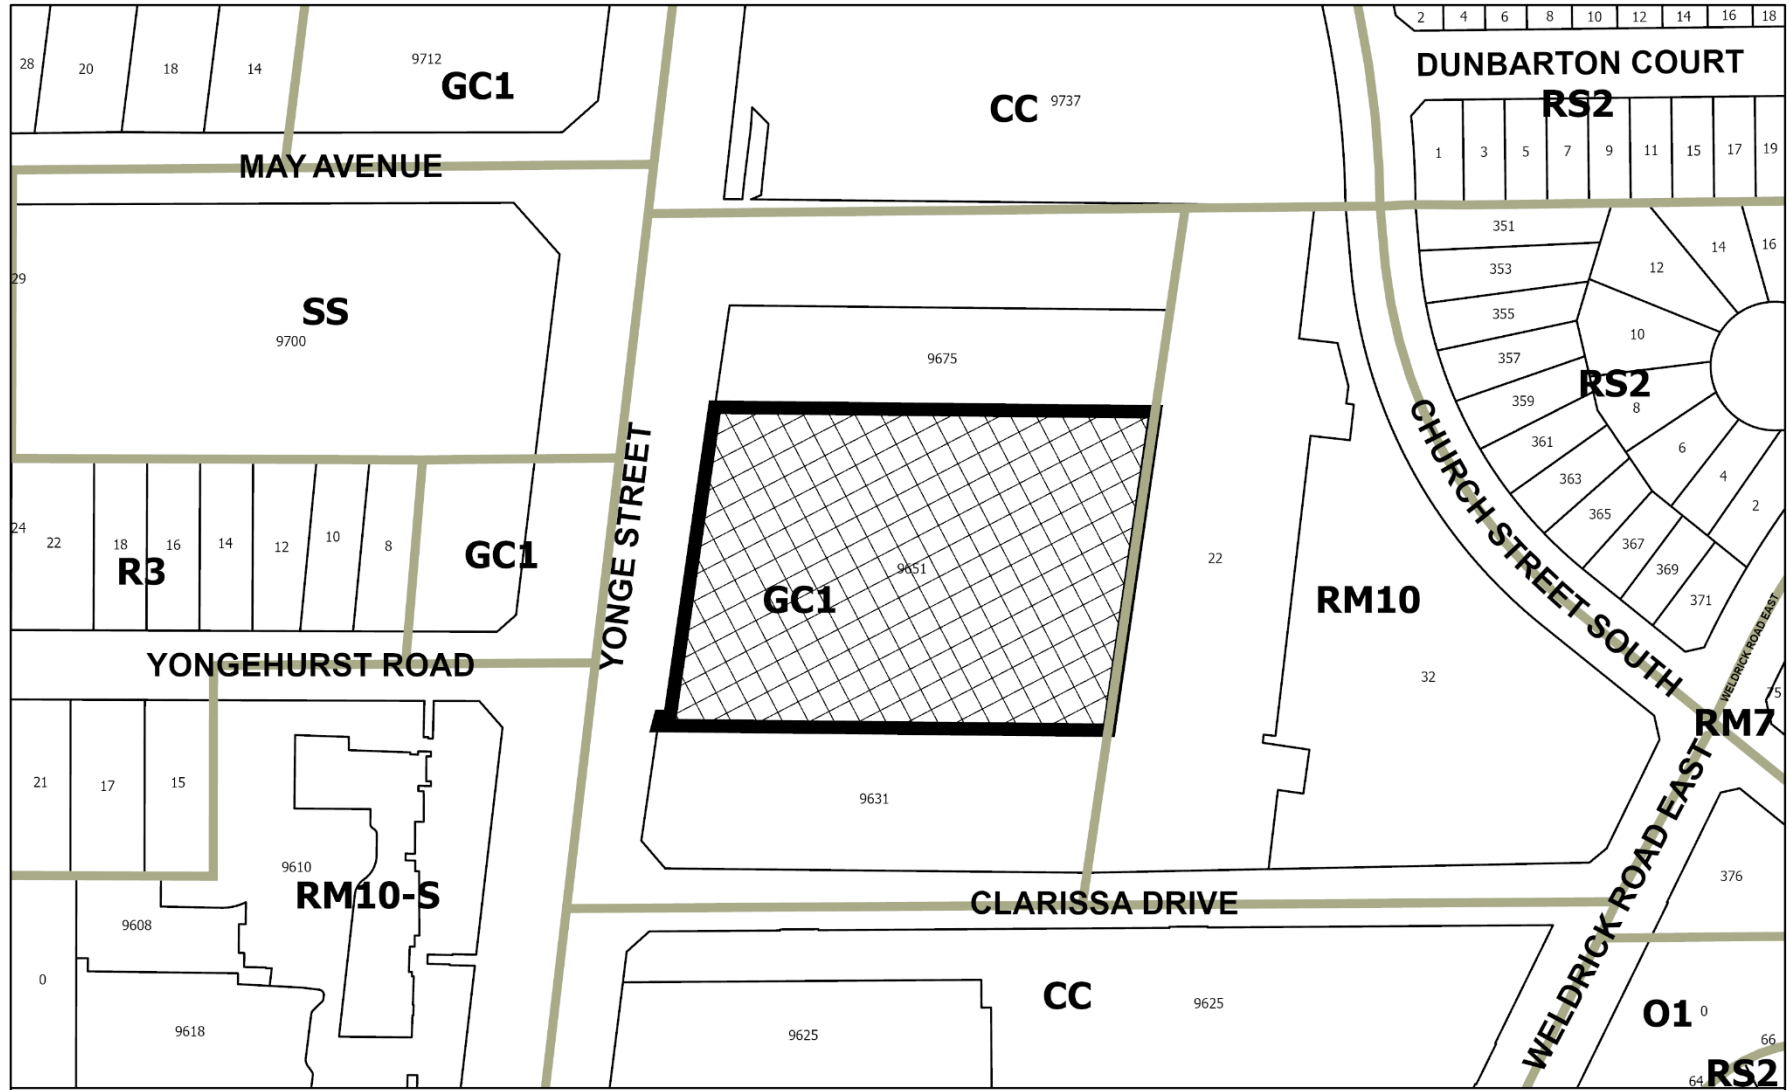 2 4 6 8 10 12 14 16 18
DUNBARTON COURT
RS2
1 3 5 7 9 11 15 17 19
28 20 18 14
9712
GC1
CC 9737
MAY AVENUE
29
SS
9700
9675
351
353
355
357
359
361
363
365
367
369
371
16
14
12
10
RS2
8
6
4
2
YONGE STREET
CHURCH STREET SOUTH
24 22 18 16 14 12 10 8
R3
GC1
9651
GC1
22
RM10
32
WELDRICK ROAD EAST
75
RM7
YONGEHURST ROAD
21 17 15
9610
RM10-S
9608
0
9618
9631
CLARISSA DRIVE
WELDRICK ROAD EAST
376
CC
9625
9625
O1 0
66
64 RS2